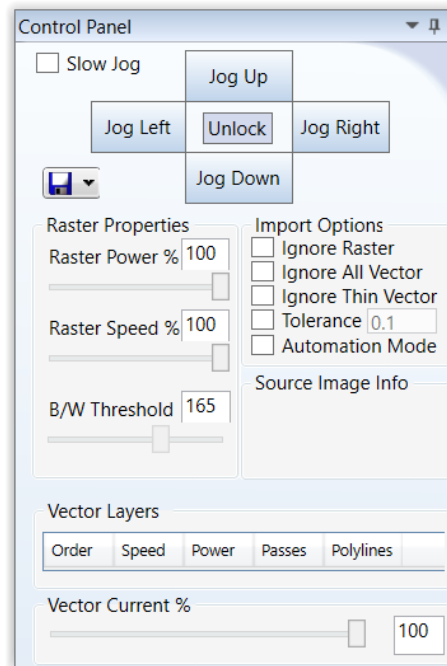 Control Panel
Slow Jog
Jog Up
Jog Left
Unlock
Jog Right
Jog Down
Raster Properties
Raster Power %
100
Raster Speed %
100
B/W Threshold
165
Import Options
Ignore Raster
Ignore All Vector
Ignore Thin Vector
Tolerance
0.1
Automation Mode
Source Image Info
Vector Layers
Order Speed Power Passes Polylines
Vector Current %
100